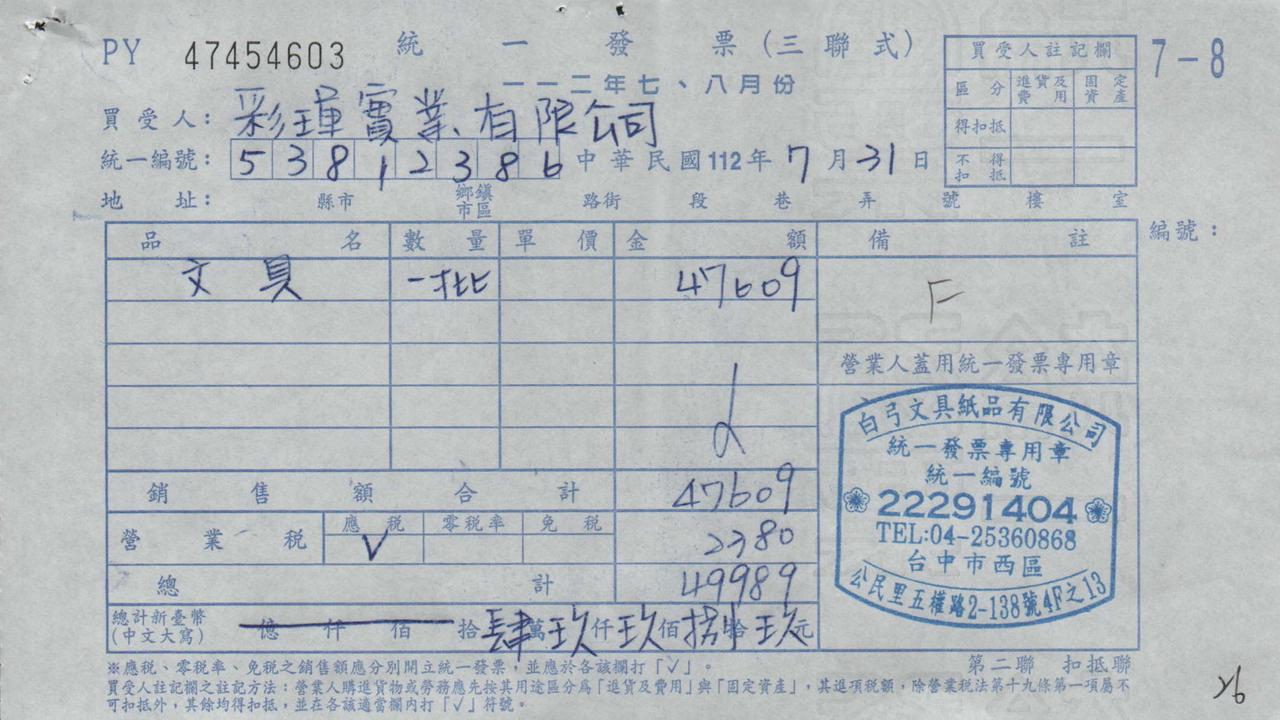 PY 47454603 統一發票(三聯式)
一一二年七、八月份
7-8
買受人註記欄
區分 進貨及費用 固定資產
得扣抵
不得扣抵
買受人: 彩琿實業有限公司
統一編號: 53812386 中華民國112年7月31日
地址: 縣市 鄉鎮市區 路街 段 巷 弄 號 樓 室
品名 數量 單價 金額 備註 編號:
文具 一批 47609 F
營業人蓋用統一發票專用章
銷售額合計 47609
營業稅 應稅 零稅率 免稅
V 2380
總計 49989
總計新臺幣(中文大寫) 億 仟 佰 拾 肆萬玖仟玖佰捌拾玖元
白弓文具紙品有限公司
統一發票專用章
統一編號
22291404
TEL:04-25360868
台中市西區
公民里五權路2-138號4F之13
※應稅、零稅率、免稅之銷售額應分別開立統一發票,並應於各該欄打「√」。
第二聯 扣抵聯
買受人註記欄之註記方法:營業人購進貨物或勞務應先按其用途區分為「進貨及費用」與「固定資產」,其進項稅額,除營業稅法第十九條第一項屬不
可扣抵外,其餘均得扣抵,並在各該適當欄內打「√」符號。
26